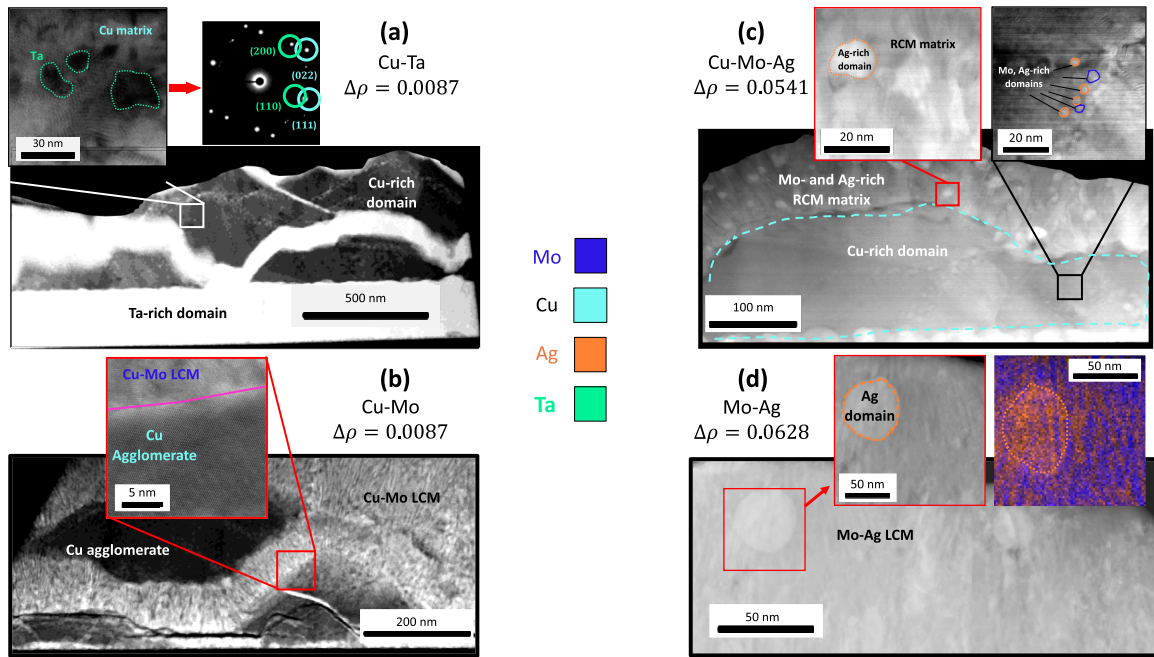 Cu matrix
Ta
30 nm
(200)
(022)
(110)
(111)
(a)
Cu-Ta
Δρ = 0.0087
Cu-rich
domain
500 nm
Ta-rich domain
Cu-Mo LCM
Cu
Agglomerate
5 nm
(b)
Cu-Mo
Δρ = 0.0087
Cu-Mo LCM
Cu agglomerate
200 nm
Mo
Cu
Ag
Ta
(c)
Cu-Mo-Ag
Δρ = 0.0541
Ag-rich
domain
RCM matrix
20 nm
Mo, Ag-rich
domains
20 nm
Mo- and Ag-rich
RCM matrix
Cu-rich domain
100 nm
(d)
Mo-Ag
Δρ = 0.0628
Ag
domain
50 nm
50 nm
Mo-Ag LCM
50 nm